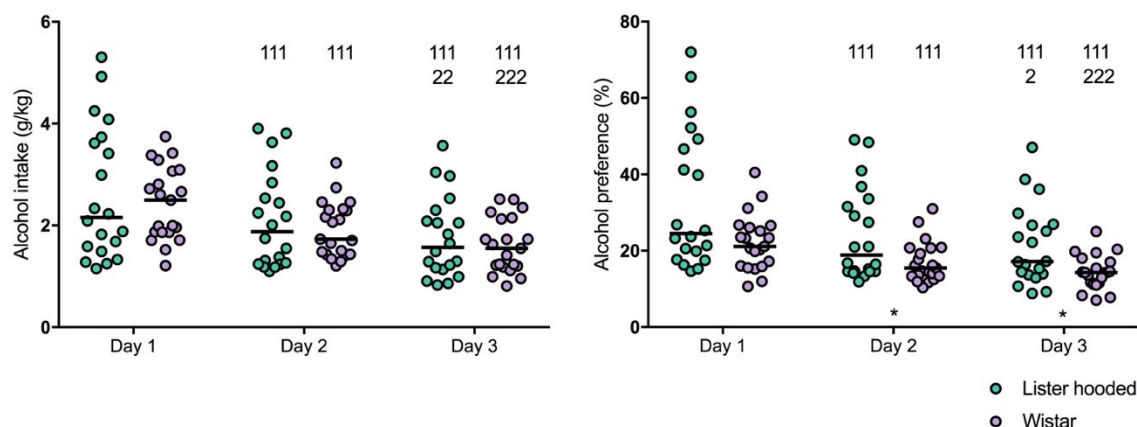 Alcohol intake (g/kg)
6
4
2
0
111
111
111
111
22
222
Day 1
Day 2
Day 3
Alcohol preference (%)
80
60
40
20
0
111
111
111
111
2
222
*
*
Day 1
Day 2
Day 3
Lister hooded
Wistar